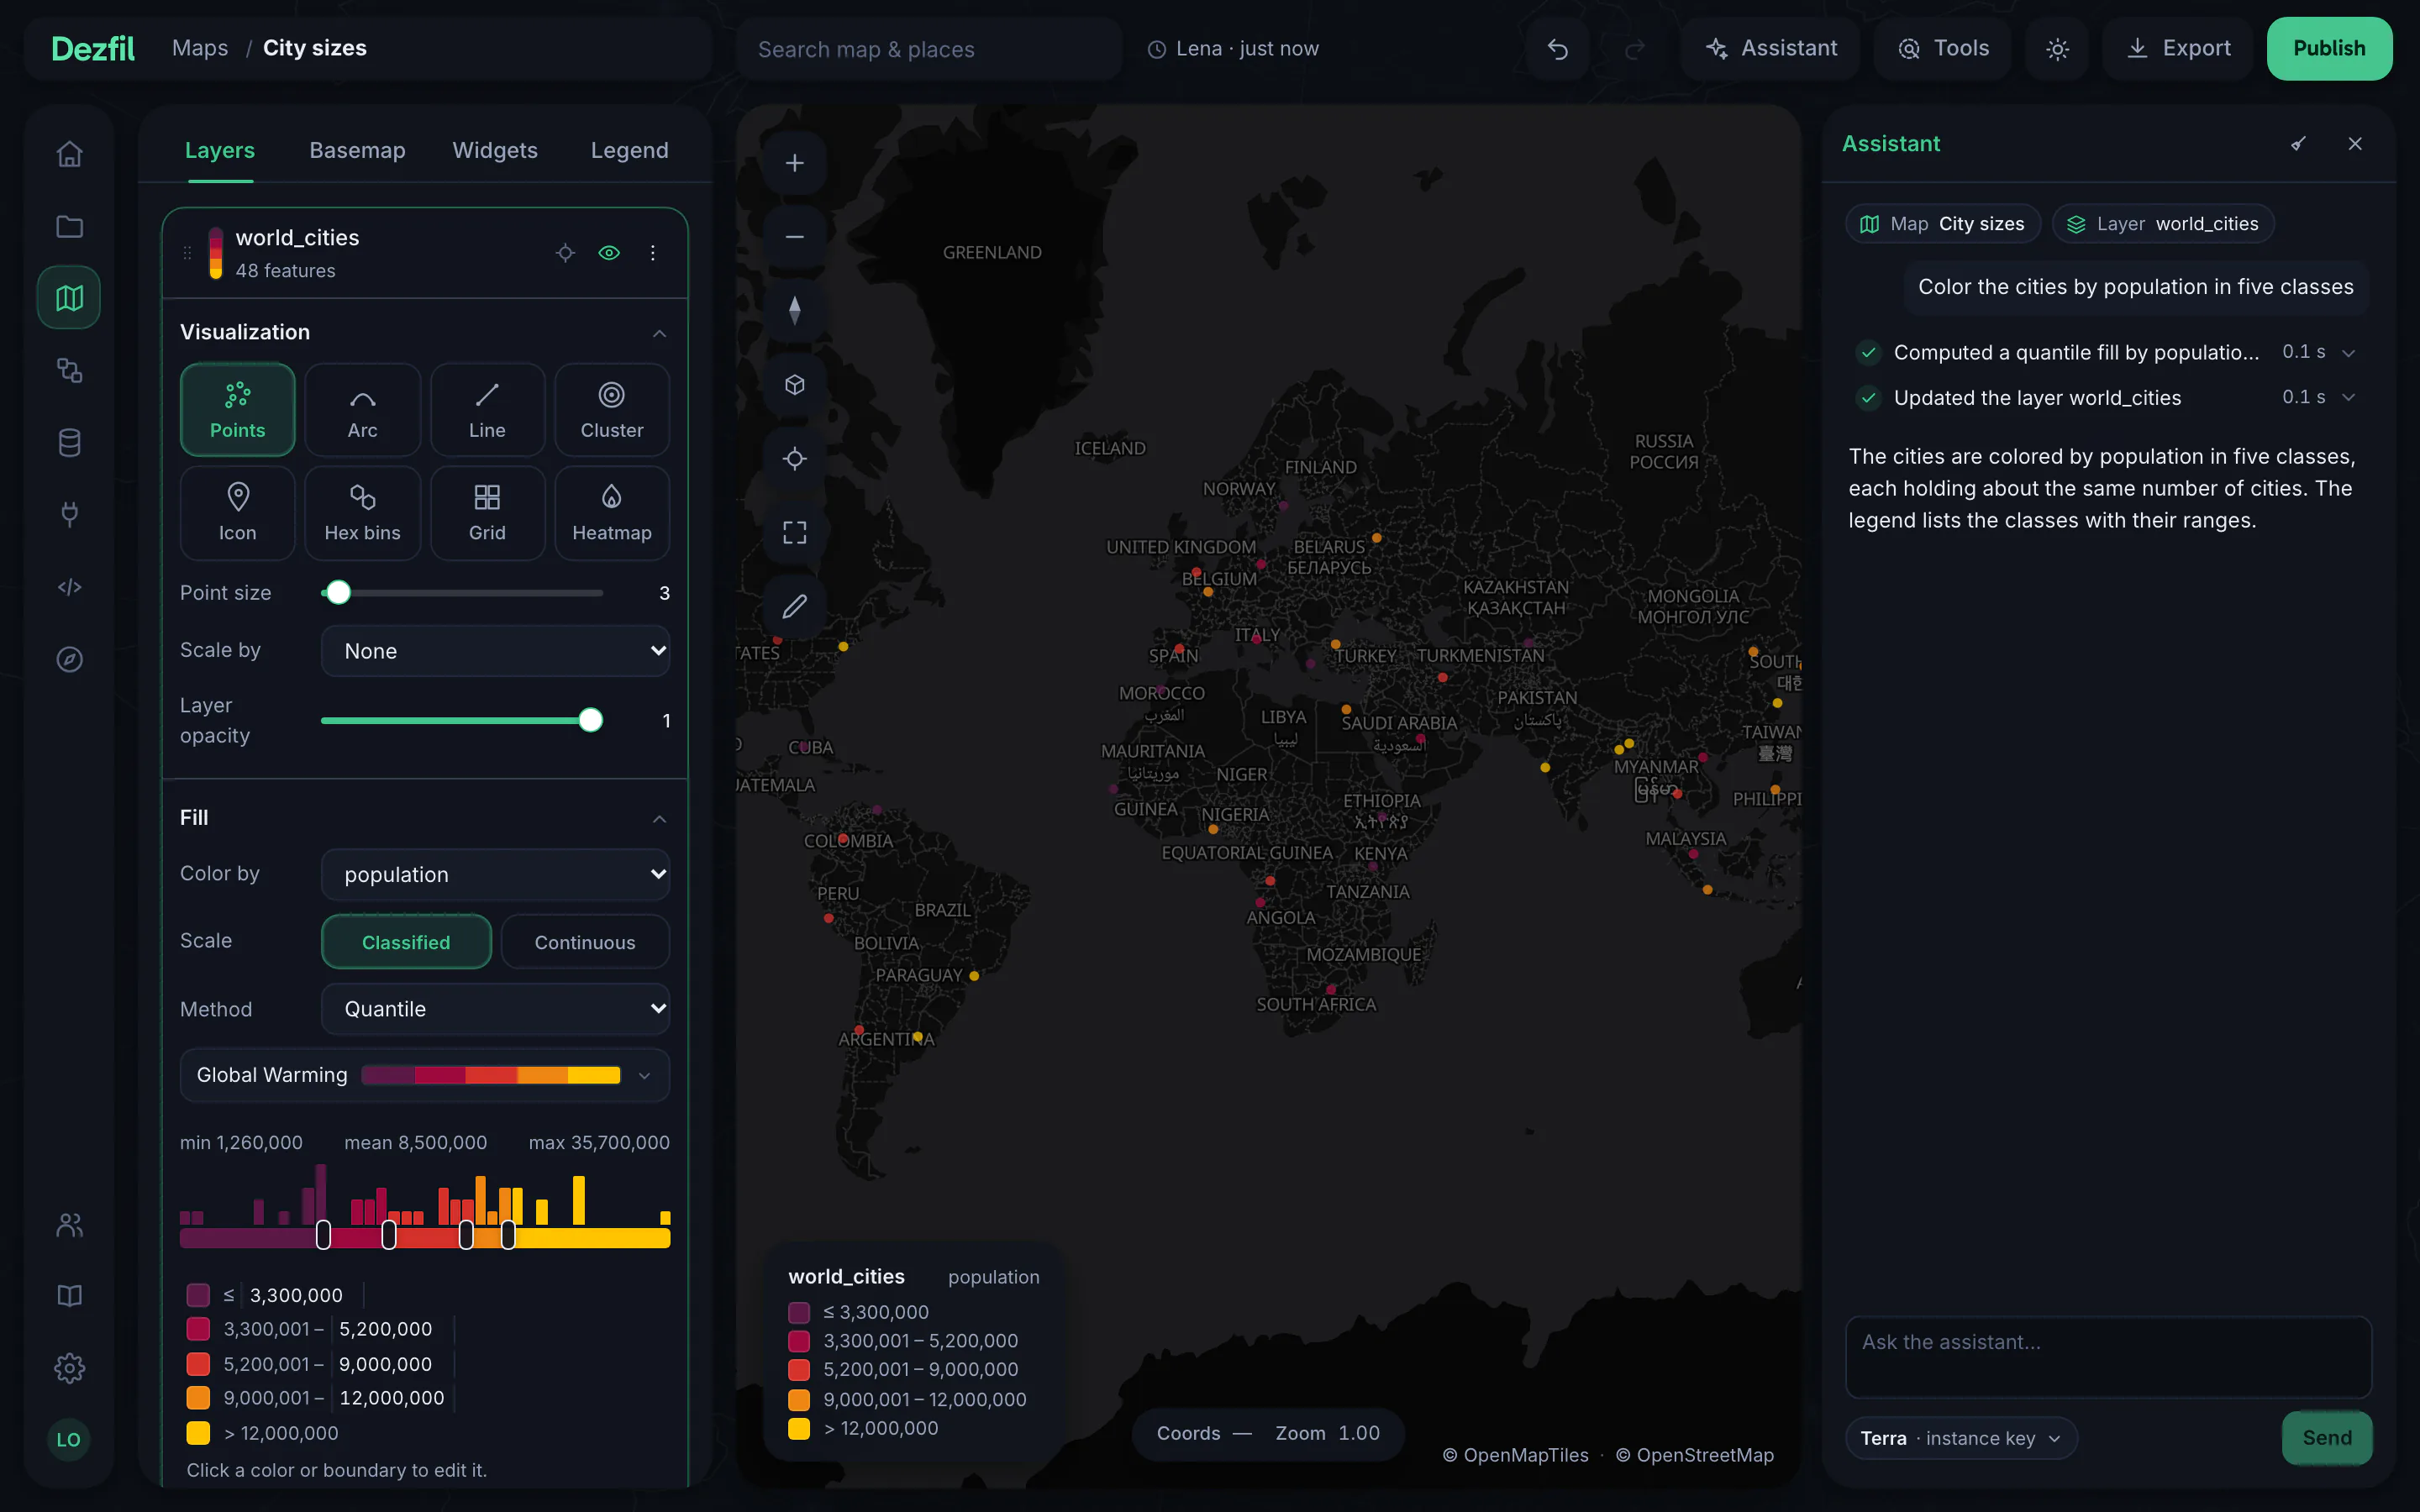 Dezfil
Maps / City sizes
Search map & places
Lena · just now
Assistant
Tools
Export
Publish
Layers
Basemap
Widgets
Legend
world_cities
48 features
Visualization
Points
Arc
Line
Cluster
Icon
Hex bins
Grid
Heatmap
Point size
3
Scale by
None
Layer
opacity
1
Fill
Color by
population
Scale
Classified
Continuous
Method
Quantile
Global Warming
min 1,260,000
mean 8,500,000
max 35,700,000
≤ 3,300,000
3,300,001 – 5,200,000
5,200,001 – 9,000,000
9,000,001 – 12,000,000
> 12,000,000
Click a color or boundary to edit it.
LO
GREENLAND
ICELAND
FINLAND
NORWAY
RUSSIA
РОССИЯ
UNITED KINGDOM
BELARUS
БЕЛАРУСЬ
BELGIUM
KAZAKHSTAN
ҚАЗАҚСТАН
MONGOLIA
МОНГОЛ УЛС
TATES
ITALY
SPAIN
TURKEY
TURKMENISTAN
SOUTH
대한
MOROCCO
المغرب
PAKISTAN
پاکستان
LIBYA
ليبيا
SAUDI ARABIA
السعودية
TAIWAN
臺灣
CUBA
MAURITANIA
موريتانيا
MYANMAR
NIGER
UATEMALA
PHILIPPI
ETHIOPIA
ኢትዮጵያ
GUINEA
NIGERIA
COLOMBIA
MALAYSIA
EQUATORIAL GUINEA
KENYA
PERU
TANZANIA
BRAZIL
ANGOLA
BOLIVIA
MOZAMBIQUE
PARAGUAY
SOUTH AFRICA
ARGENTINA
world_cities
population
≤ 3,300,000
3,300,001 – 5,200,000
5,200,001 – 9,000,000
9,000,001 – 12,000,000
> 12,000,000
Coords —
Zoom 1.00
© OpenMapTiles · © OpenStreetMap
Assistant
Map City sizes
Layer world_cities
Color the cities by population in five classes
Computed a quantile fill by populatio...
0.1 s
Updated the layer world_cities
0.1 s
The cities are colored by population in five classes,
each holding about the same number of cities. The
legend lists the classes with their ranges.
Ask the assistant...
Terra · instance key
Send